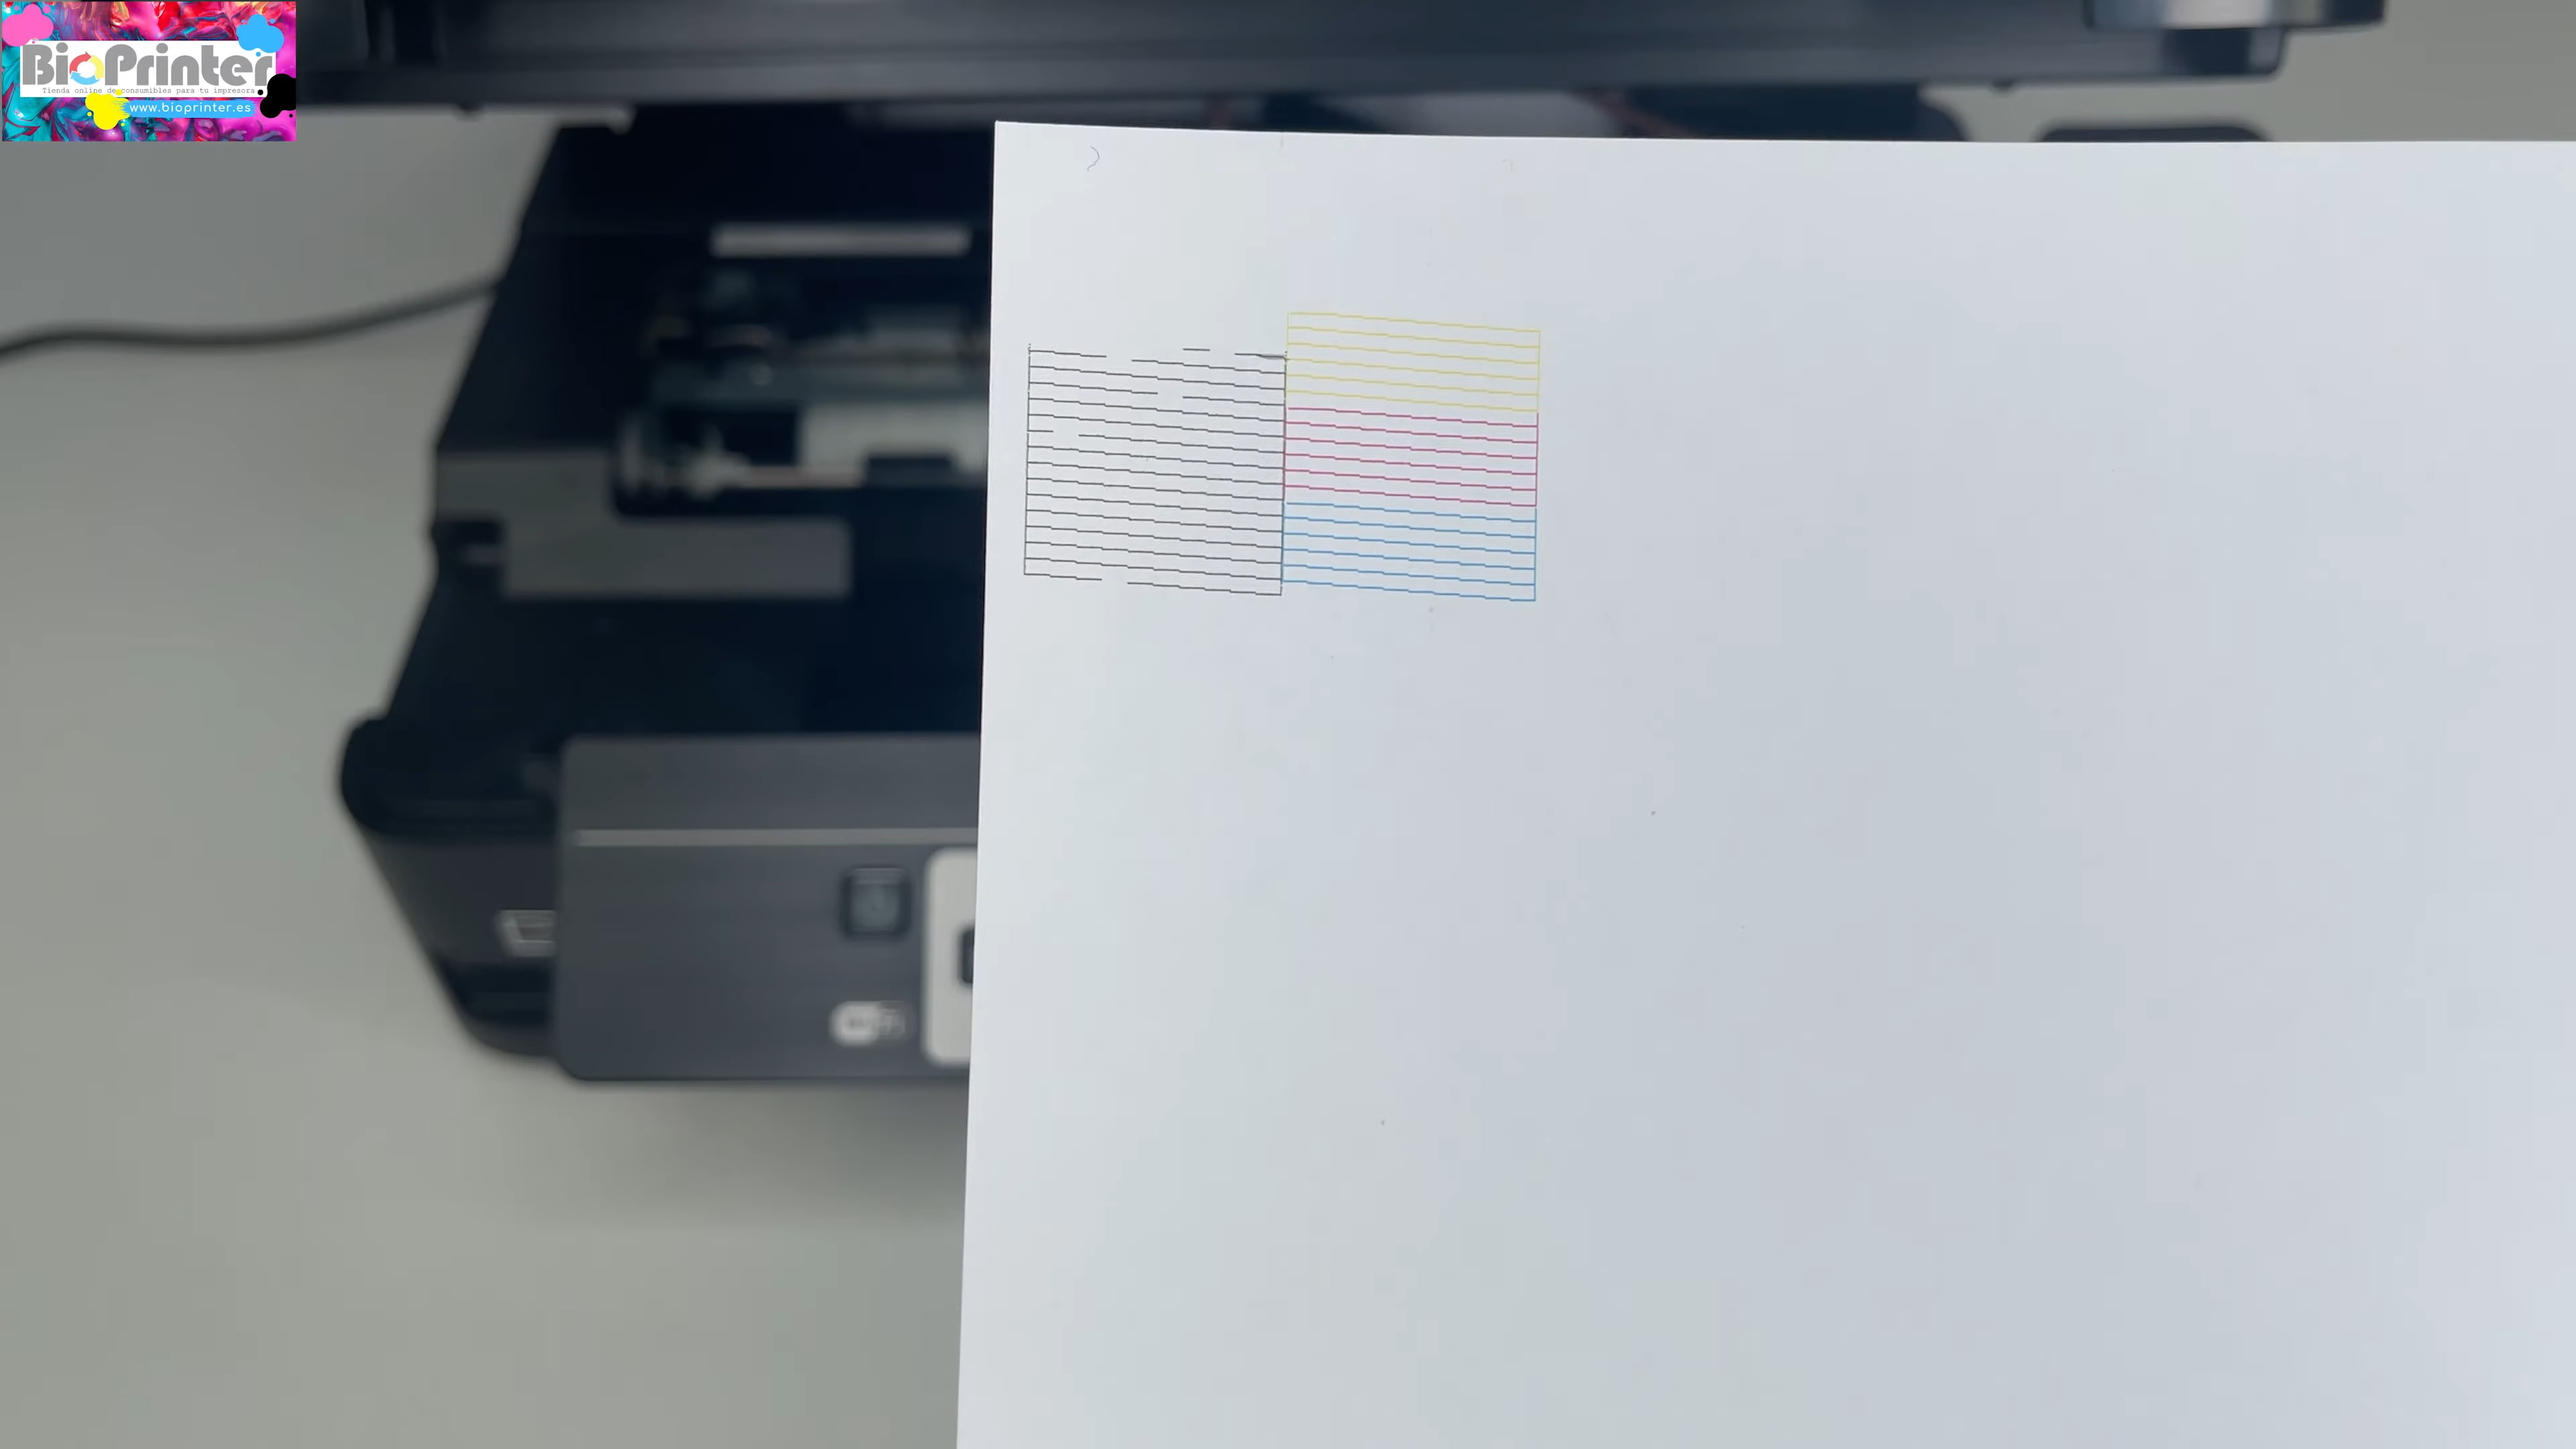 BioPrinter
Tienda online de consumibles para tu impresora
www.bioprinter.es